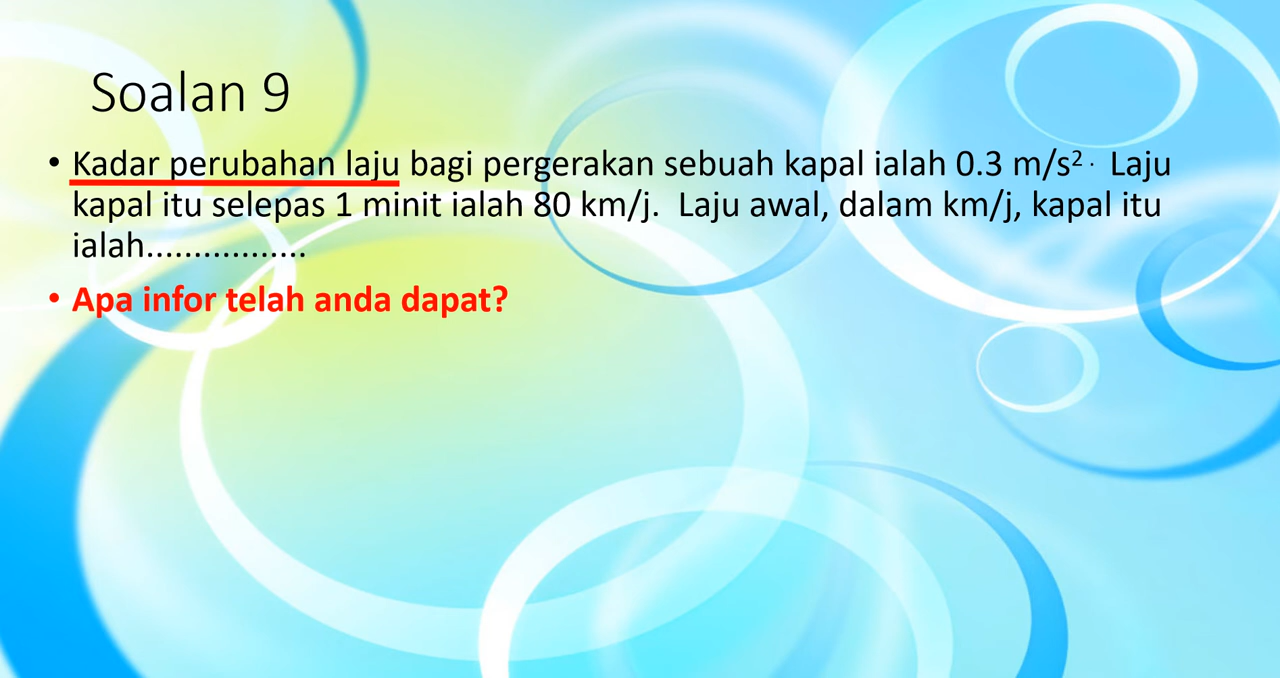 Soalan 9
• Kadar perubahan laju bagi pergerakan sebuah kapal ialah 0.3 m/s² · Laju
kapal itu selepas 1 minit ialah 80 km/j. Laju awal, dalam km/j, kapal itu
ialah.................
• Apa infor telah anda dapat?